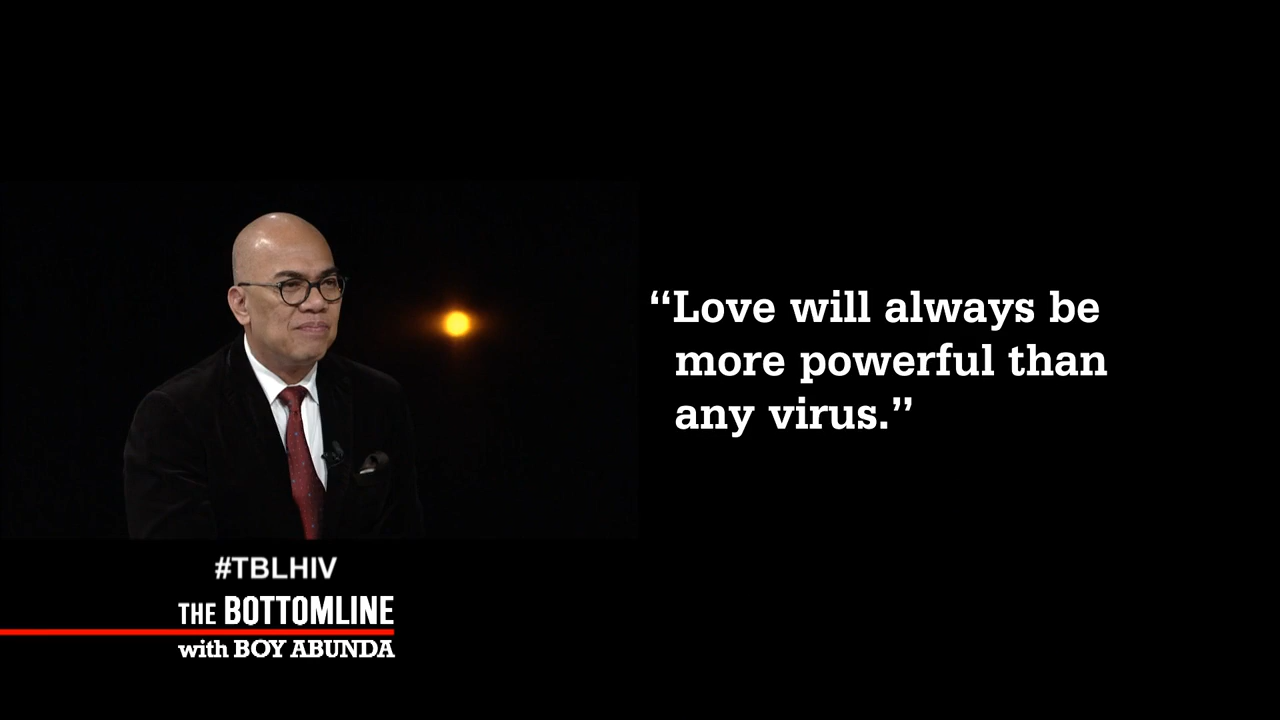 “Love will always be
more powerful than
any virus.”
#TBLHIV
THE BOTTOMLINE
with BOY ABUNDA